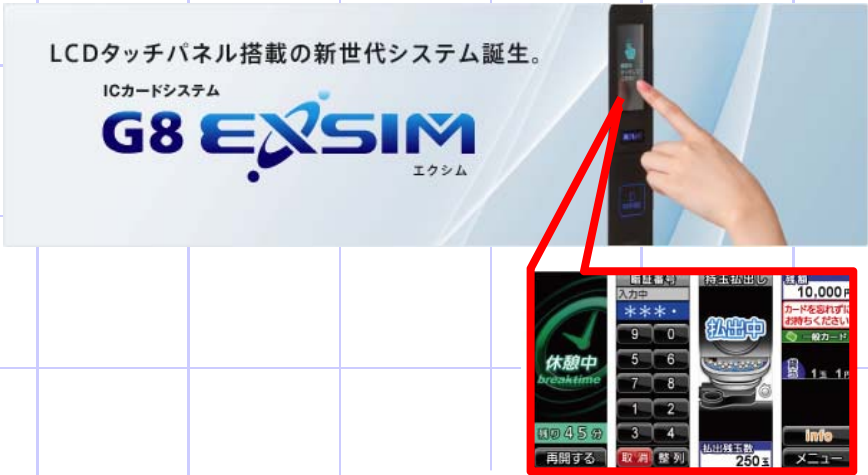 LCDタッチパネル搭載の新世代システム誕生。
ICカードシステム
G8 EXSIM
エクシム
休憩中
breaktime
残り45分
再開する
暗証番号
入力中
***・
9 0
5 6
7 8
1 2
3 4
取消 整列
持玉払出し
払出中
払出残玉数
250玉
残額
10,000円
カードを忘れずに
お持ちください
一般カード
1玉 1円
info
メニュー